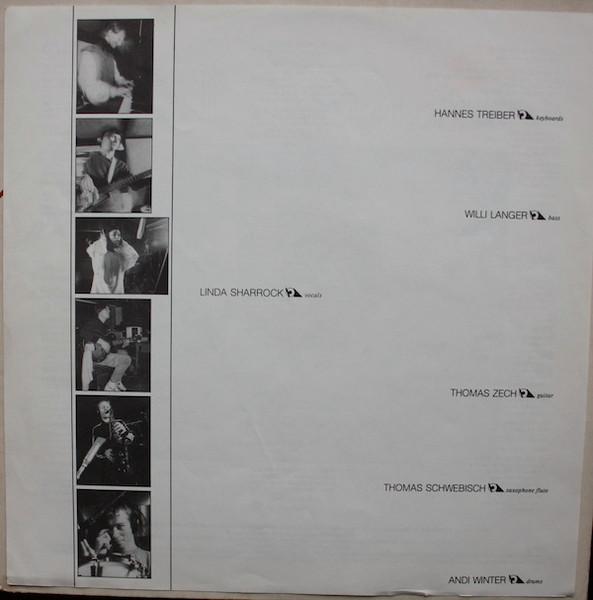 HANNES TREIBER keyboards
WILLI LANGER bass
LINDA SHARROCK vocals
THOMAS ZECH guitar
THOMAS SCHWEBISCH saxophone flute
ANDI WINTER drums